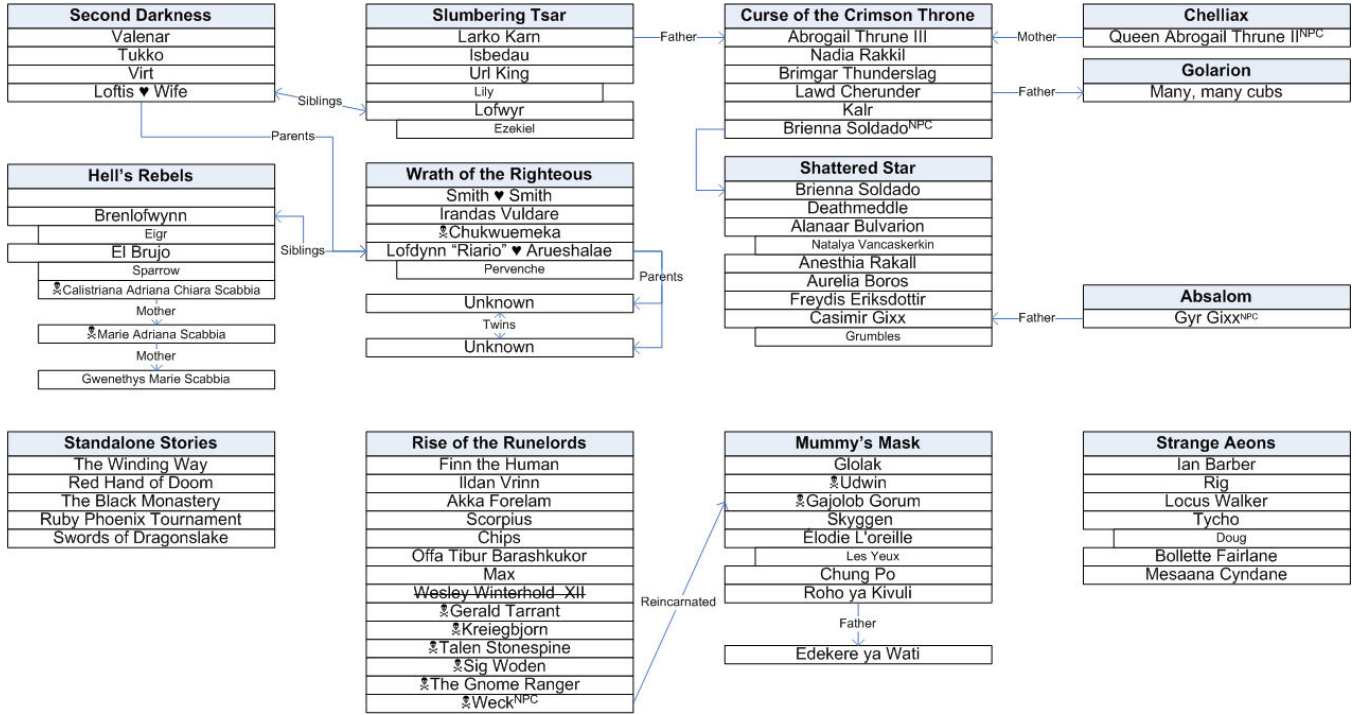 Second Darkness
Valenar
Tukko
Virt
Loftis ♥ Wife
Slumbering Tsar
Larko Karn
Isbedau
Url King
Lily
Lofwyr
Ezekiel
Curse of the Crimson Throne
Abrogail Thrune III
Nadia Rakkil
Brimgar Thunderslag
Lawd Cherunder
Kalr
Brienna Soldado NPC
Chelliax
Queen Abrogail Thrune II NPC
Golarion
Many, many cubs
Father
Mother
Father
Siblings
Parents
Hell's Rebels
Brenlofwynn
Eigr
El Brujo
Sparrow
☠Calistriana Adriana Chiara Scabbia
Mother
☠Marie Adriana Scabbia
Mother
Gwenethys Marie Scabbia
Siblings
Wrath of the Righteous
Smith ♥ Smith
Irandas Vuldare
☠Chukwuemeka
Lofdynn “Riario” ♥ Arueshalae
Pervenche
Parents
Unknown
Twins
Unknown
Shattered Star
Brienna Soldado
Deathmeddle
Alanaar Bulvarion
Natalya Vancaskerkin
Anesthia Rakall
Aurelia Boros
Freydis Eriksdottir
Casimir Gixx
Grumbles
Father
Absalom
Gyr Gixx NPC
Standalone Stories
The Winding Way
Red Hand of Doom
The Black Monastery
Ruby Phoenix Tournament
Swords of Dragonslake
Rise of the Runelords
Finn the Human
Ildan Vrinn
Akka Forelam
Scorpius
Chips
Offa Tibur Barashkukor
Max
Wesley Winterhold XII
☠Gerald Tarrant
☠Kreiegbjorn
☠Talen Stonespine
☠Sig Woden
☠The Gnome Ranger
☠Weck NPC
Reincarnated
Mummy's Mask
Glolak
☠Udwin
☠Gajolob Gorum
Skyggen
Élodie L'oreille
Les Yeux
Chung Po
Roho ya Kivuli
Father
Edekere ya Wati
Strange Aeons
Ian Barber
Rig
Locus Walker
Tycho
Doug
Bollette Fairlane
Mesaana Cyndane